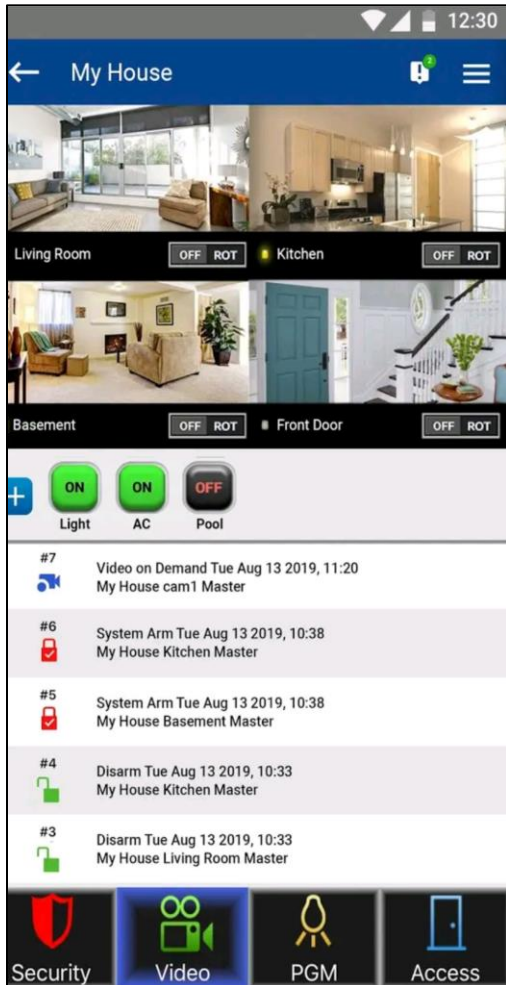 12:30
My House
2
Living Room OFF ROT Kitchen OFF ROT
Basement OFF ROT Front Door OFF ROT
ON ON OFF
Light AC Pool
#7
Video on Demand Tue Aug 13 2019, 11:20
My House cam1 Master
#6
System Arm Tue Aug 13 2019, 10:38
My House Kitchen Master
#5
System Arm Tue Aug 13 2019, 10:38
My House Basement Master
#4
Disarm Tue Aug 13 2019, 10:33
My House Kitchen Master
#3
Disarm Tue Aug 13 2019, 10:33
My House Living Room Master
Security Video PGM Access